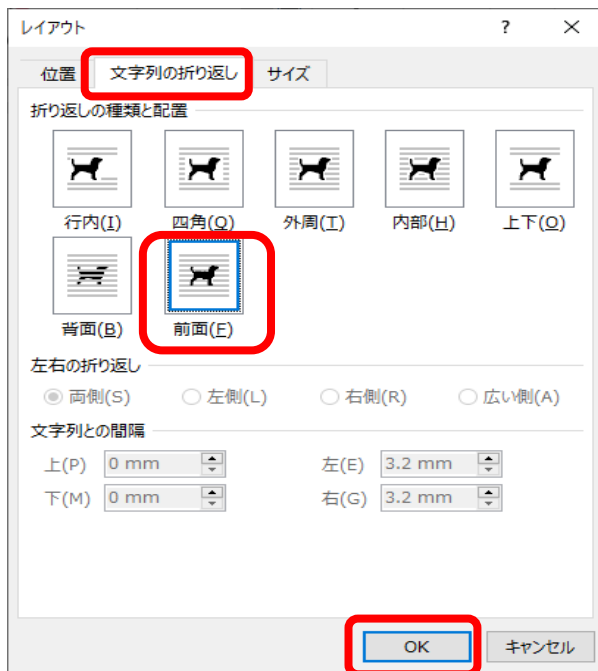 レイアウト ? ×
位置 文字列の折り返し サイズ
折り返しの種類と配置
行内(I) 四角(Q) 外周(T) 内部(H) 上下(O)
背面(B) 前面(F)
左右の折り返し
両側(S) 左側(L) 右側(R) 広い側(A)
文字列との間隔
上(P) 0 mm 左(E) 3.2 mm
下(M) 0 mm 右(G) 3.2 mm
OK キャンセル